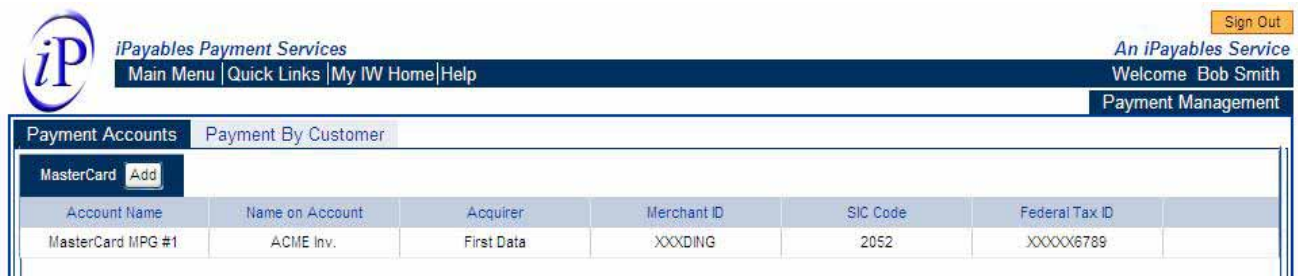 Sign Out
iP
iPayables Payment Services
An iPayables Service
Main Menu | Quick Links | My IW Home | Help
Welcome Bob Smith
Payment Management
Payment Accounts Payment By Customer
MasterCard Add
Account Name Name on Account Acquirer Merchant ID SIC Code Federal Tax ID
MasterCard MPG #1 ACME Inv. First Data XXXDING 2052 XXXXX6789